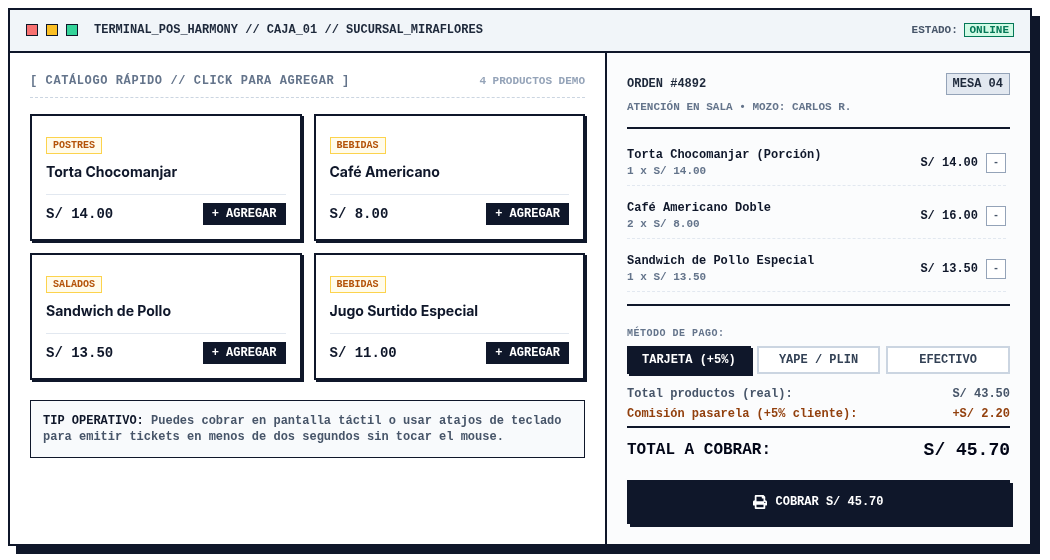 TERMINAL_POS_HARMONY // CAJA_01 // SUCURSAL_MIRAFLORES
ESTADO: ONLINE
[ CATÁLOGO RÁPIDO // CLICK PARA AGREGAR ]
4 PRODUCTOS DEMO
POSTRES
Torta Chocomanjar
S/ 14.00
+ AGREGAR
BEBIDAS
Café Americano
S/ 8.00
+ AGREGAR
SALADOS
Sandwich de Pollo
S/ 13.50
+ AGREGAR
BEBIDAS
Jugo Surtido Especial
S/ 11.00
+ AGREGAR
TIP OPERATIVO: Puedes cobrar en pantalla táctil o usar atajos de teclado
para emitir tickets en menos de dos segundos sin tocar el mouse.
ORDEN #4892
MESA 04
ATENCIÓN EN SALA • MOZO: CARLOS R.
Torta Chocomanjar (Porción)
1 x S/ 14.00
S/ 14.00 -
Café Americano Doble
2 x S/ 8.00
S/ 16.00 -
Sandwich de Pollo Especial
1 x S/ 13.50
S/ 13.50 -
MÉTODO DE PAGO:
TARJETA (+5%) YAPE / PLIN EFECTIVO
Total productos (real): S/ 43.50
Comisión pasarela (+5% cliente): +S/ 2.20
TOTAL A COBRAR: S/ 45.70
COBRAR S/ 45.70